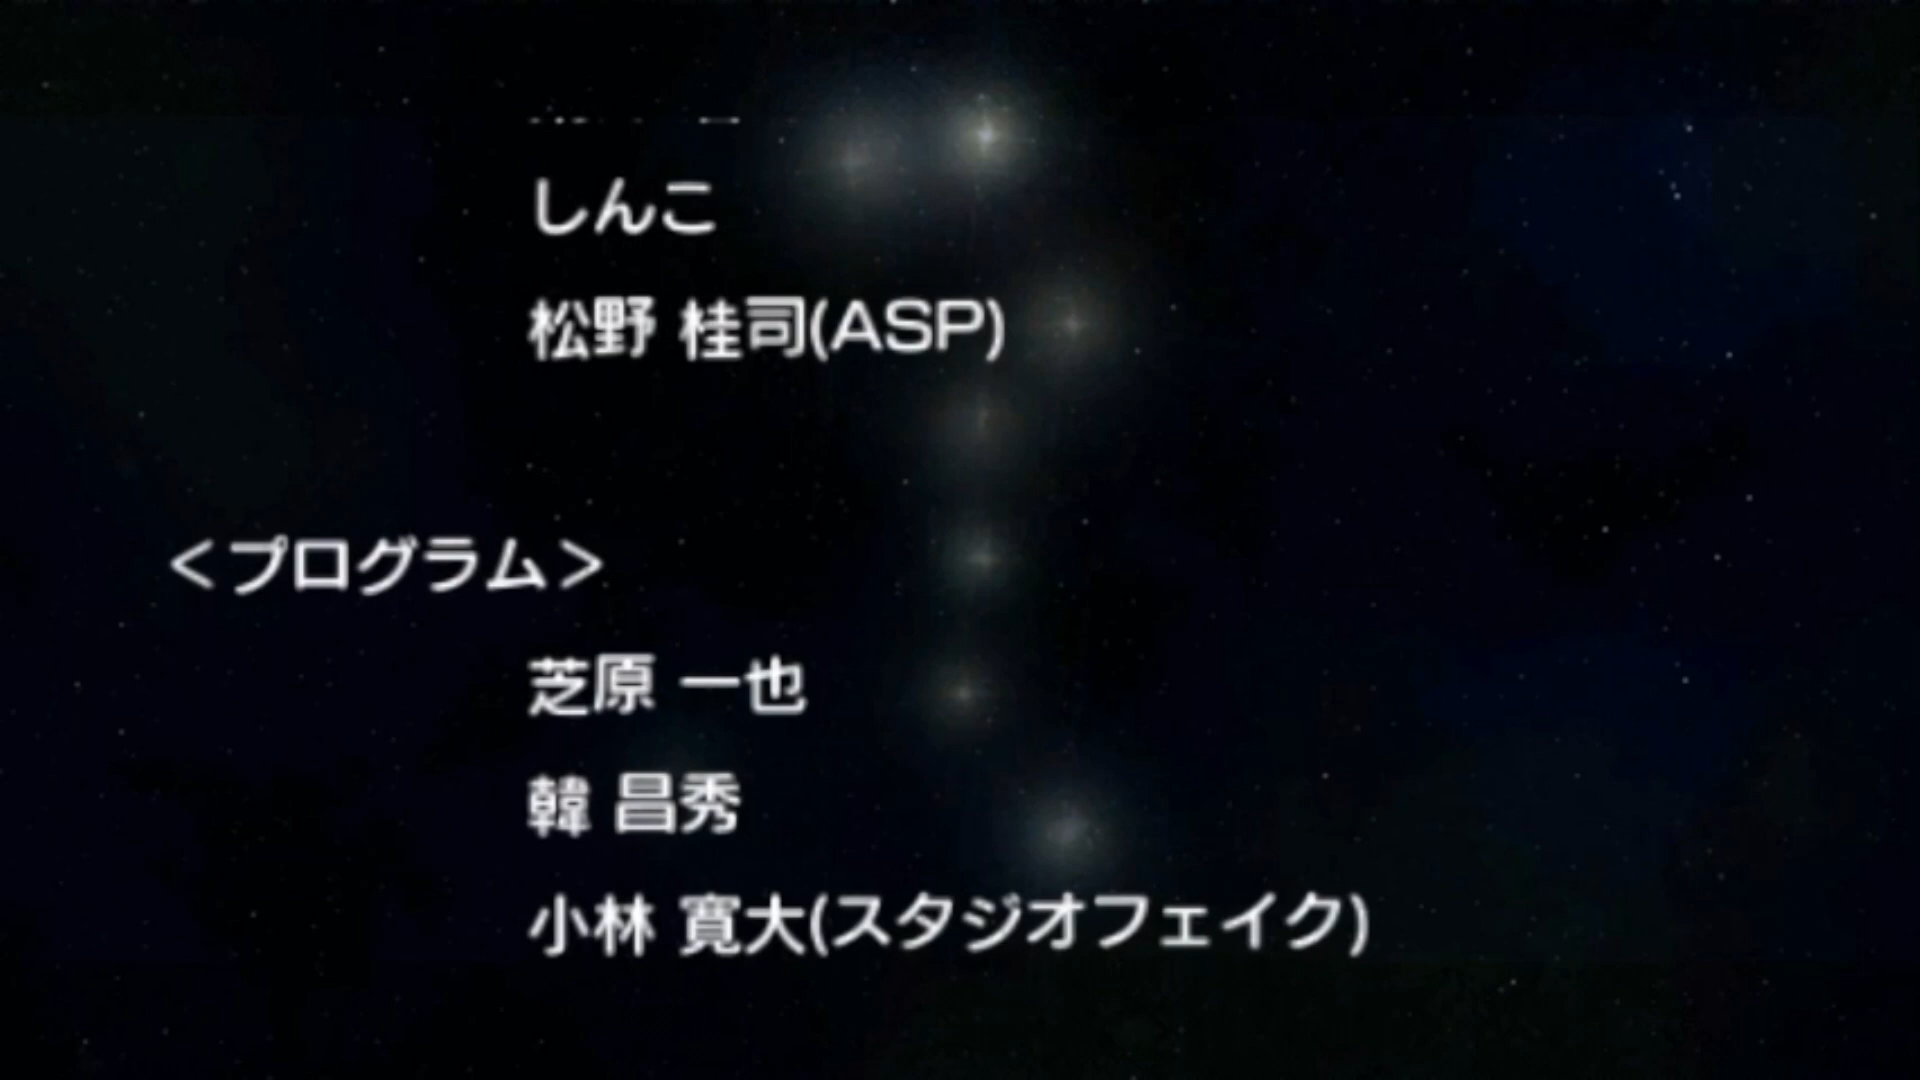 しんこ
松野 桂司(ASP)
＜プログラム＞
芝原 一也
韓 昌秀
小林 寛大(スタジオフェイク)